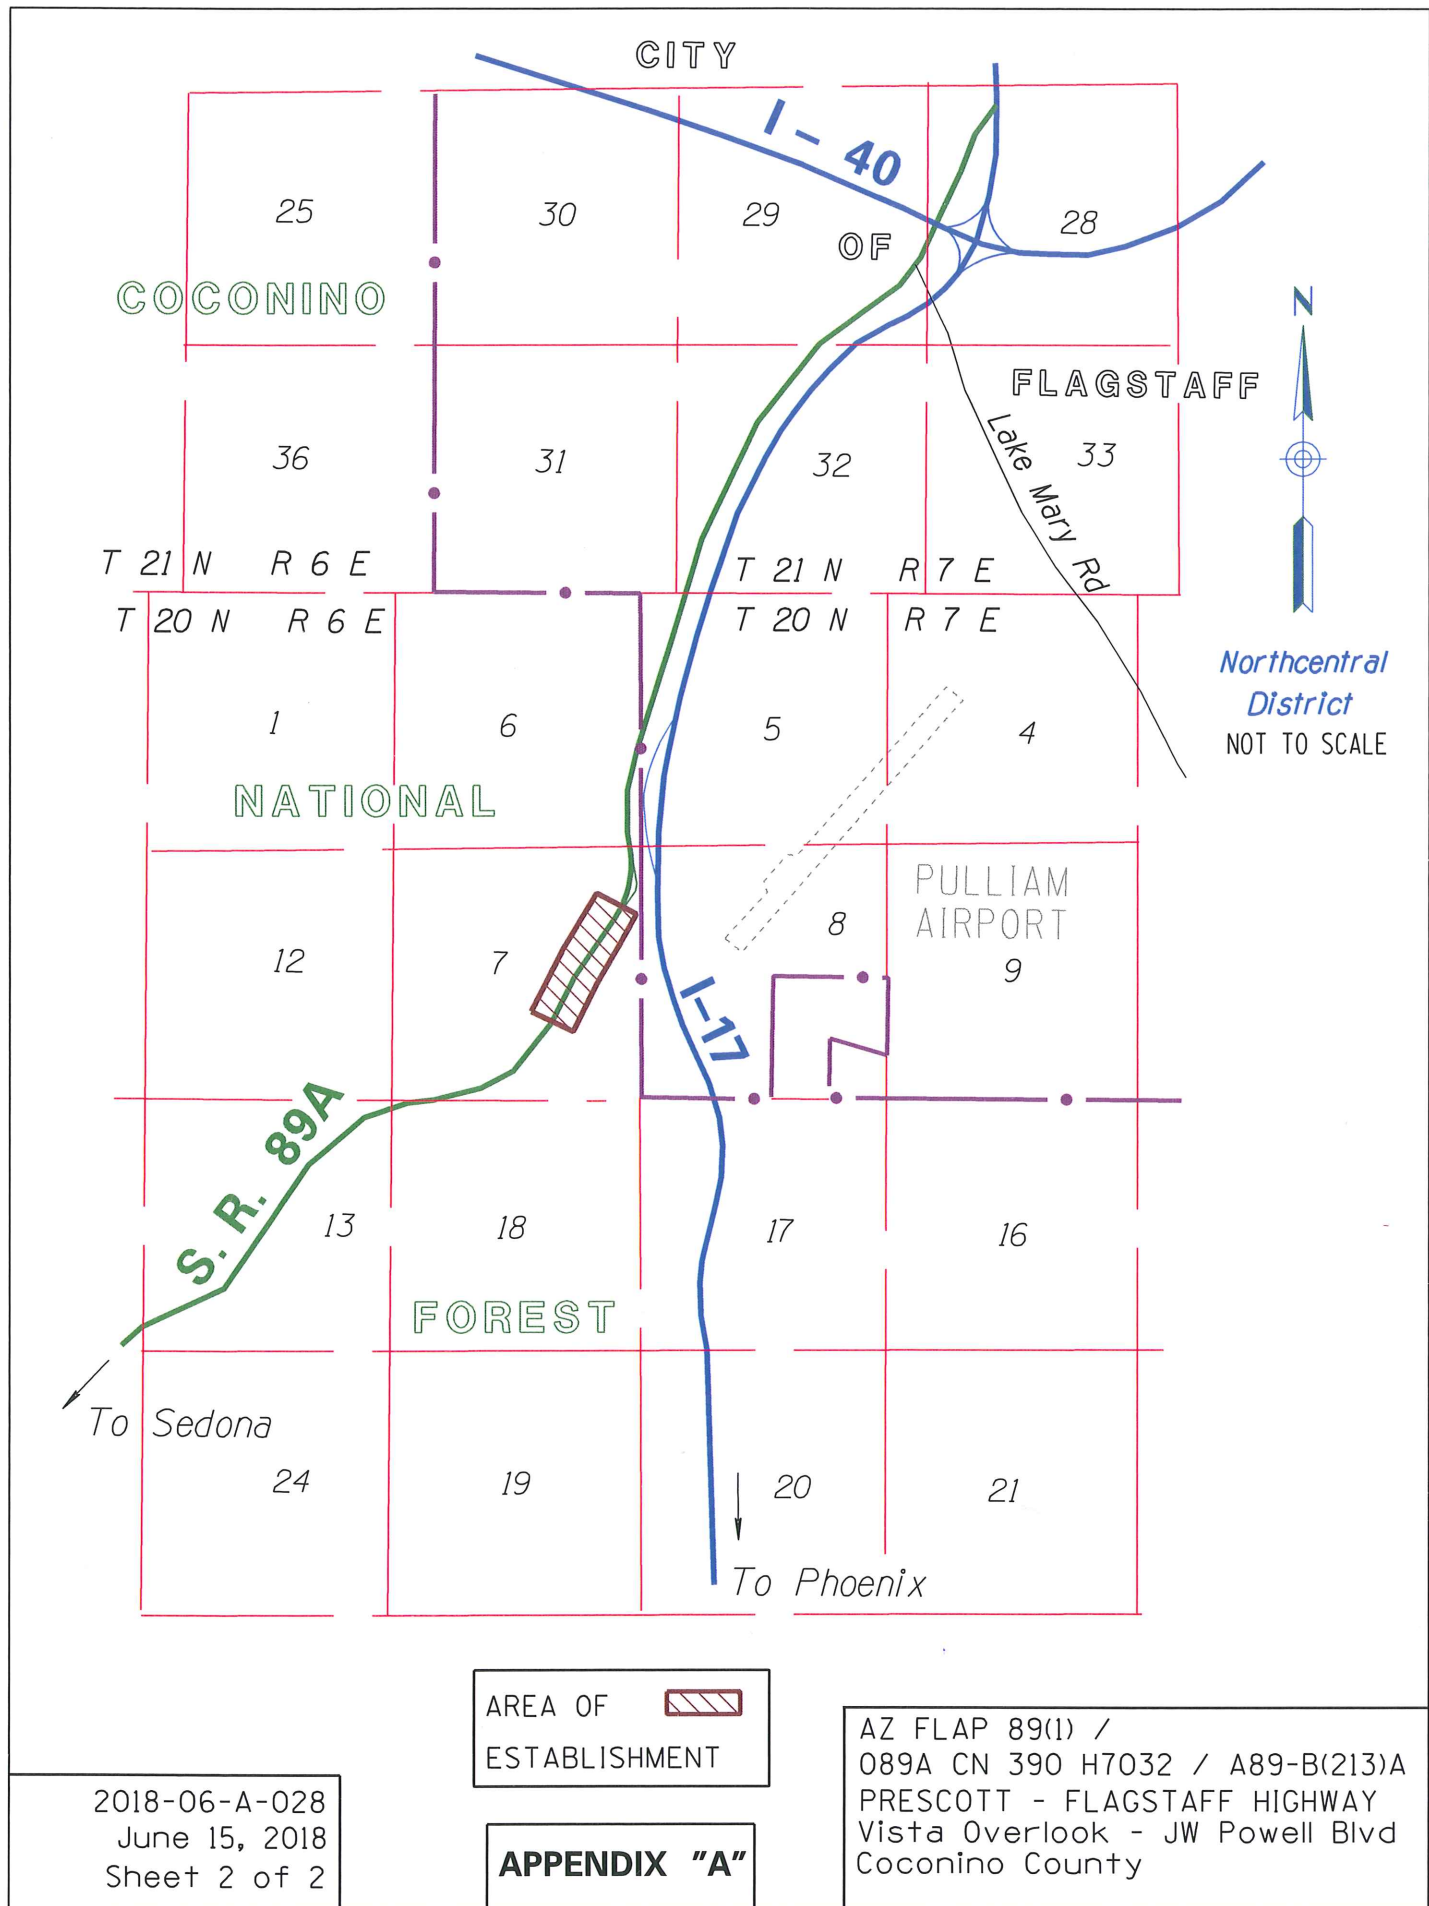 CITY
I - 40
25
30
29
28
OF
COCONINO
N
FLAGSTAFF
36
31
32
33
Lake Mary Rd
T 21 N R 6 E
T 21 N R 7 E
T 20 N R 6 E
T 20 N R 7 E
Northcentral
District
NOT TO SCALE
1
6
5
4
NATIONAL
PULLIAM
AIRPORT
12
7
8
9
I-17
S. R. 89A
13
18
17
16
FOREST
To Sedona
24
19
20
21
To Phoenix
AREA OF
ESTABLISHMENT
2018-06-A-028
June 15, 2018
Sheet 2 of 2
APPENDIX "A"
AZ FLAP 89(1) /
089A CN 390 H7032 / A89-B(213)A
PRESCOTT - FLAGSTAFF HIGHWAY
Vista Overlook - JW Powell Blvd
Coconino County